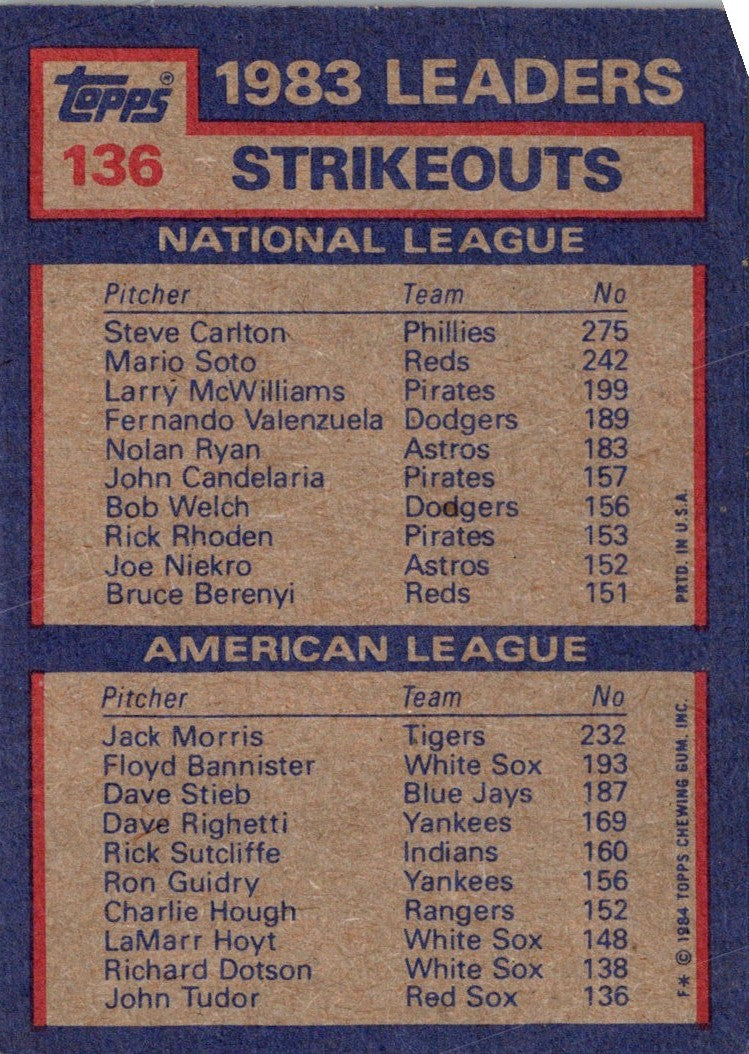 Topps
1983 LEADERS
136
STRIKEOUTS
NATIONAL LEAGUE
Pitcher Team No
Steve Carlton Phillies 275
Mario Soto Reds 242
Larry McWilliams Pirates 199
Fernando Valenzuela Dodgers 189
Nolan Ryan Astros 183
John Candelaria Pirates 157
Bob Welch Dodgers 156
Rick Rhoden Pirates 153
Joe Niekro Astros 152
Bruce Berenyi Reds 151
PRTD. IN U.S.A.
AMERICAN LEAGUE
Pitcher Team No
Jack Morris Tigers 232
Floyd Bannister White Sox 193
Dave Stieb Blue Jays 187
Dave Righetti Yankees 169
Rick Sutcliffe Indians 160
Ron Guidry Yankees 156
Charlie Hough Rangers 152
LaMarr Hoyt White Sox 148
Richard Dotson White Sox 138
John Tudor Red Sox 136
F* © 1984 TOPPS CHEWING GUM, INC.